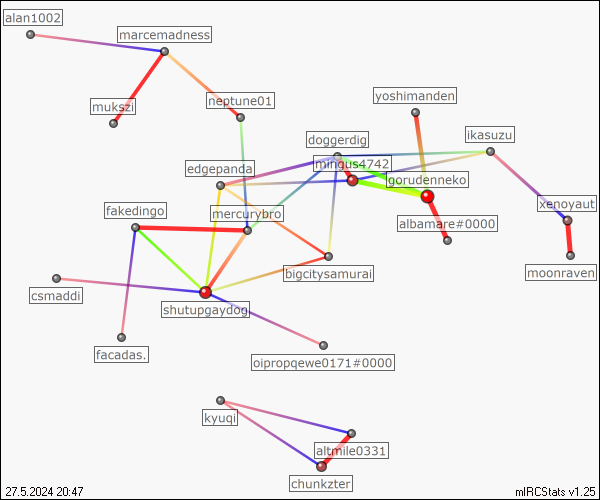 alan1002
marcemadness
mukszi
neptune01
yoshimanden
doggerdig
ikasuzu
mingus4742
edgepanda
gorudenneko
fakedingo
mercurybro
xenoyaut
albamare#0000
csmaddi
bigcitysamurai
moonraven
shutupgaydog
facadas.
oipropqewe0171#0000
kyuqi
altmile0331
chunkzter
27.5.2024 20:47
mIRCStats v1.25